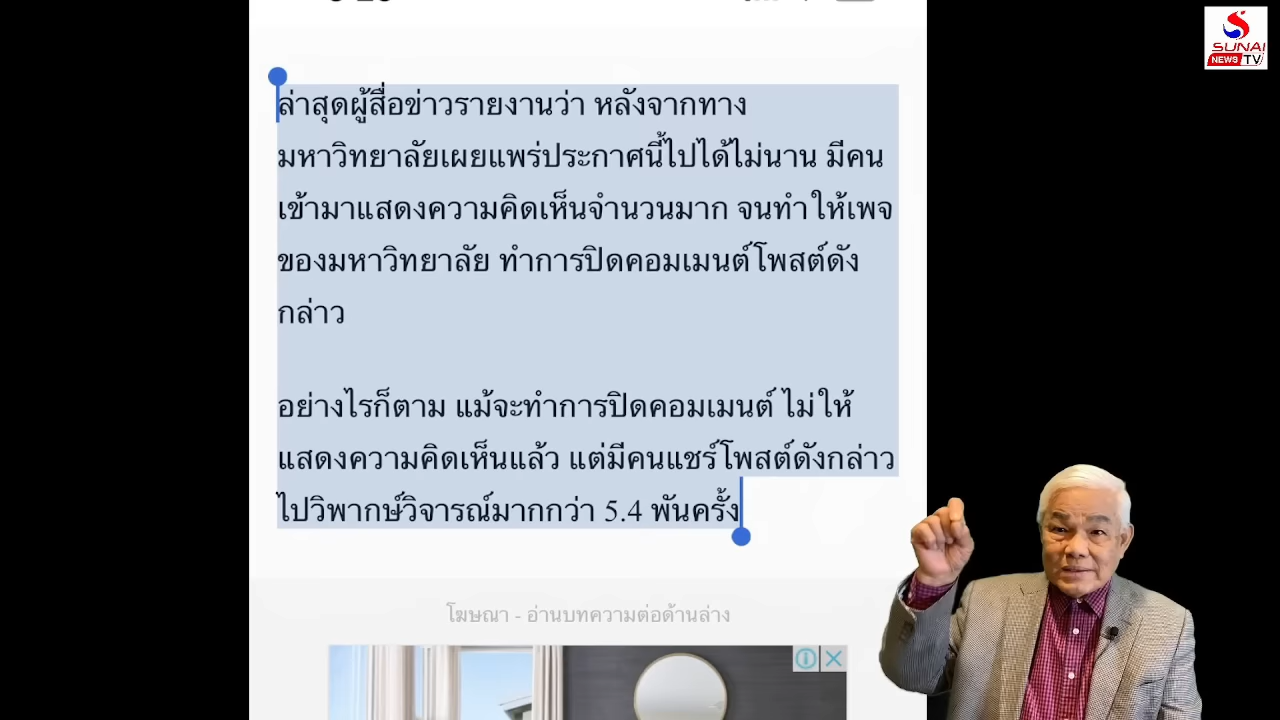 SUNAI
NEWS TV
ล่าสุดผู้สื่อข่าวรายงานว่า หลังจากทาง
มหาวิทยาลัยเผยแพร่ประกาศนี้ไปได้ไม่นาน มีคน
เข้ามาแสดงความคิดเห็นจำนวนมาก จนทำให้เพจ
ของมหาวิทยาลัย ทำการปิดคอมเมนต์โพสต์ดัง
กล่าว
อย่างไรก็ตาม แม้จะทำการปิดคอมเมนต์ ไม่ให้
แสดงความคิดเห็นแล้ว แต่มีคนแชร์โพสต์ดังกล่าว
ไปวิพากษ์วิจารณ์มากกว่า 5.4 พันครั้ง
โฆษณา - อ่านบทความต่อด้านล่าง